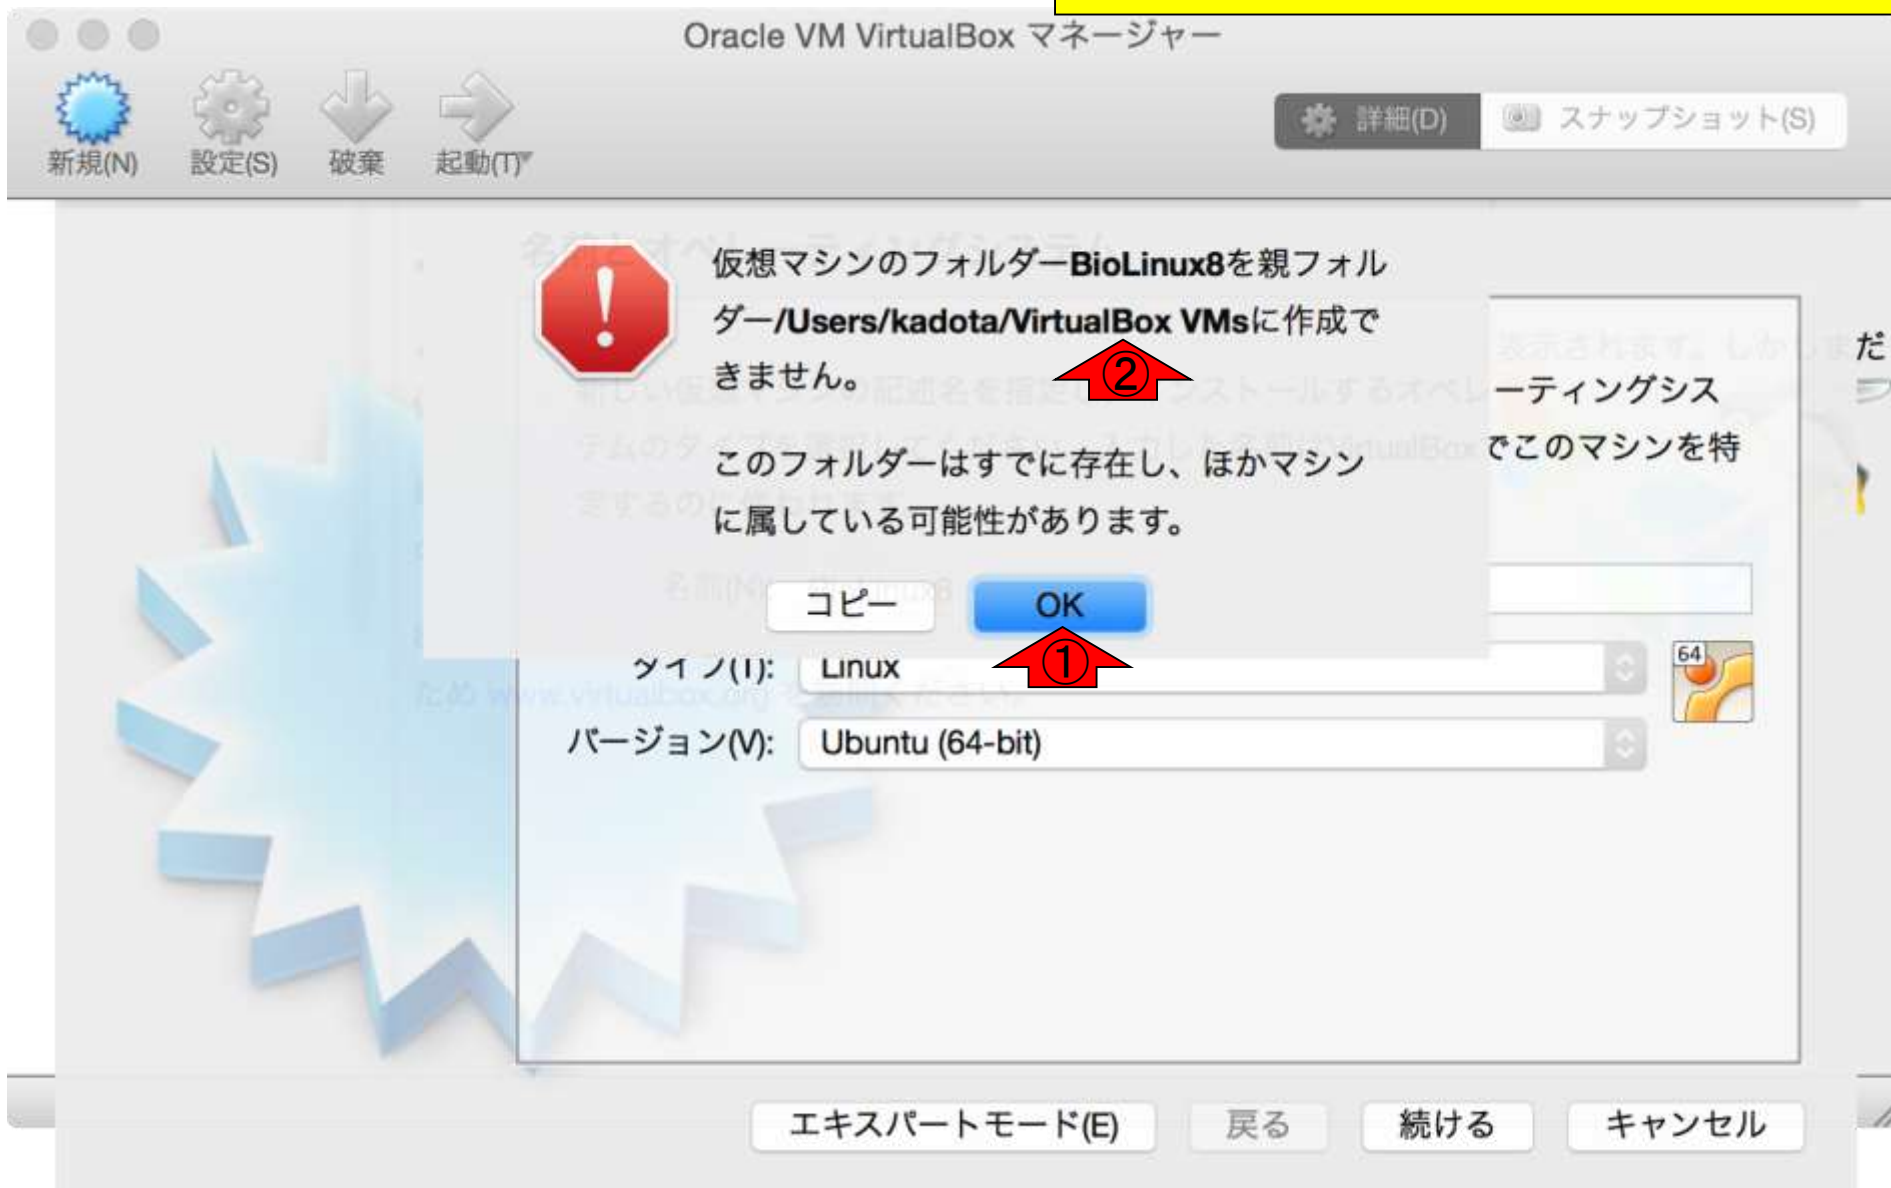 Oracle VM VirtualBox マネージャー
新規(N)
設定(S)
破棄
起動(T)
詳細(D)
スナップショット(S)
仮想マシンのフォルダーBioLinux8を親フォル
ダー/Users/kadota/VirtualBox VMsに作成で
きません。
②
だ
ーティングシス
このフォルダーはすでに存在し、ほかマシン
でこのマシンを特
に属している可能性があります。
コピー
OK
①
タイプ(T):
Linux
64
バージョン(V):
Ubuntu (64-bit)
エキスパートモード(E)
戻る
続ける
キャンセル